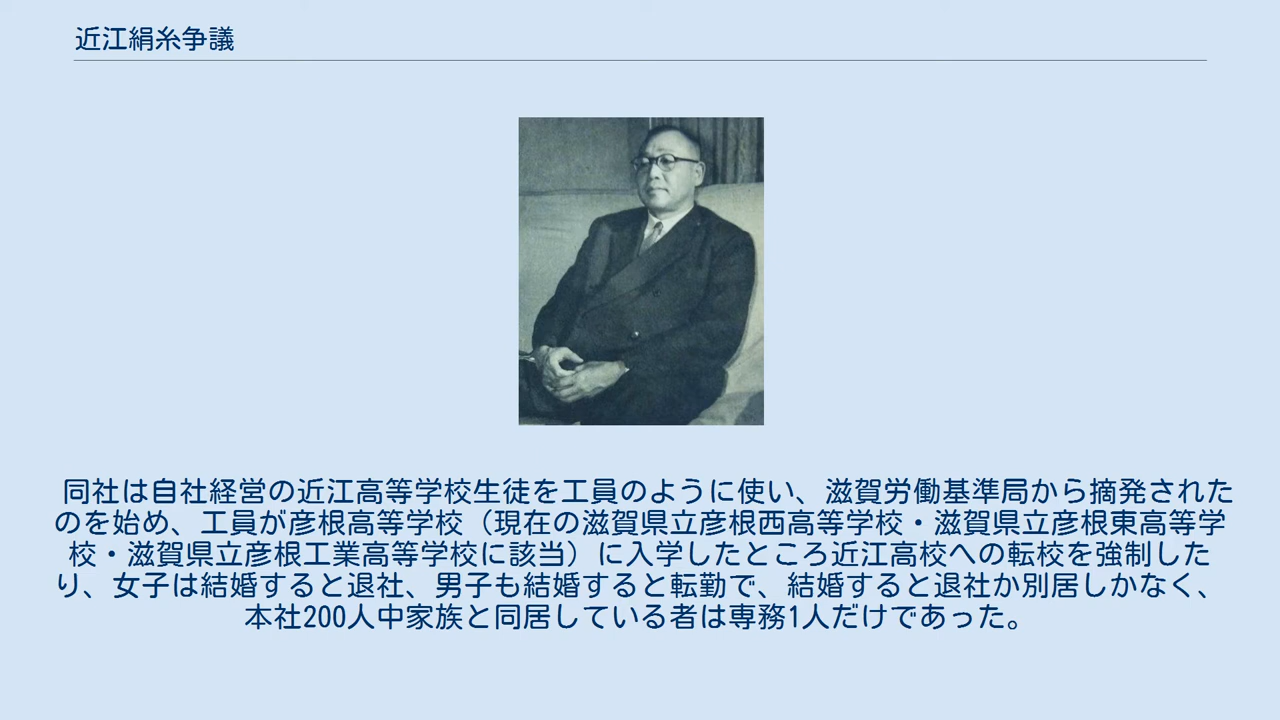 近江絹糸争議
同社は自社経営の近江高等学校生徒を工員のように使い、滋賀労働基準局から摘発された
のを始め、工員が彦根高等学校（現在の滋賀県立彦根西高等学校・滋賀県立彦根東高等学
校・滋賀県立彦根工業高等学校に該当）に入学したところ近江高校への転校を強制した
り、女子は結婚すると退社、男子も結婚すると転勤で、結婚すると退社か別居しかなく、
本社200人中家族と同居している者は専務1人だけであった。